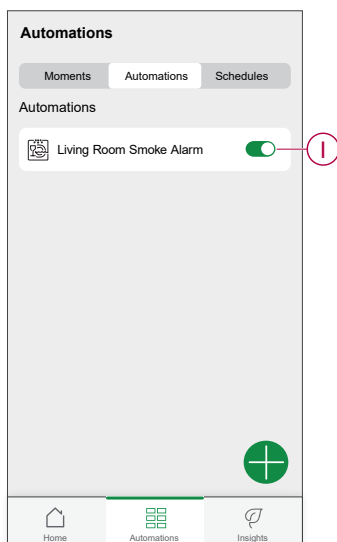 Automations
Moments Automations Schedules
Automations
Living Room Smoke Alarm
I
Home Automations Insights